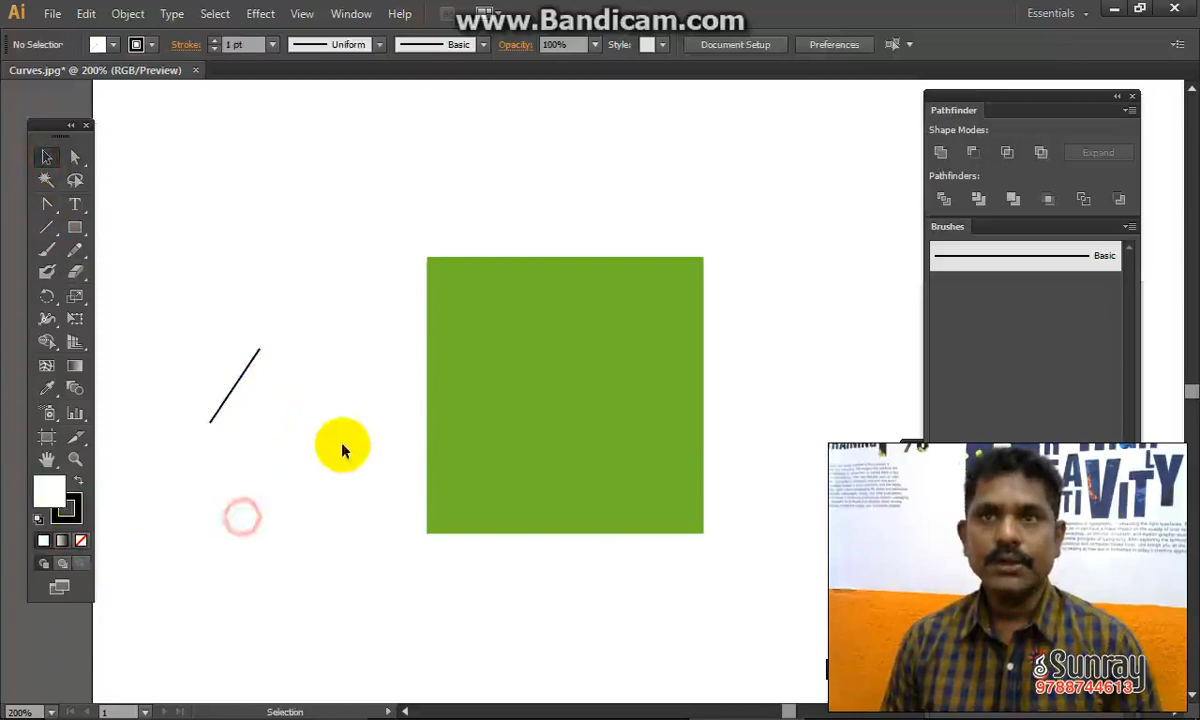 Ai File Edit Object Type Select Effect View Window Help
www.Bandicam.com
Essentials
No Selection
Stroke: 1 pt Uniform Basic Opacity: 100% Style: Document Setup Preferences
Curves.jpg* @ 200% (RGB/Preview)
Pathfinder
Shape Modes:
Expand
Pathfinders:
Brushes
Basic
VITY
Sunray
9788744613
200% 1 Selection